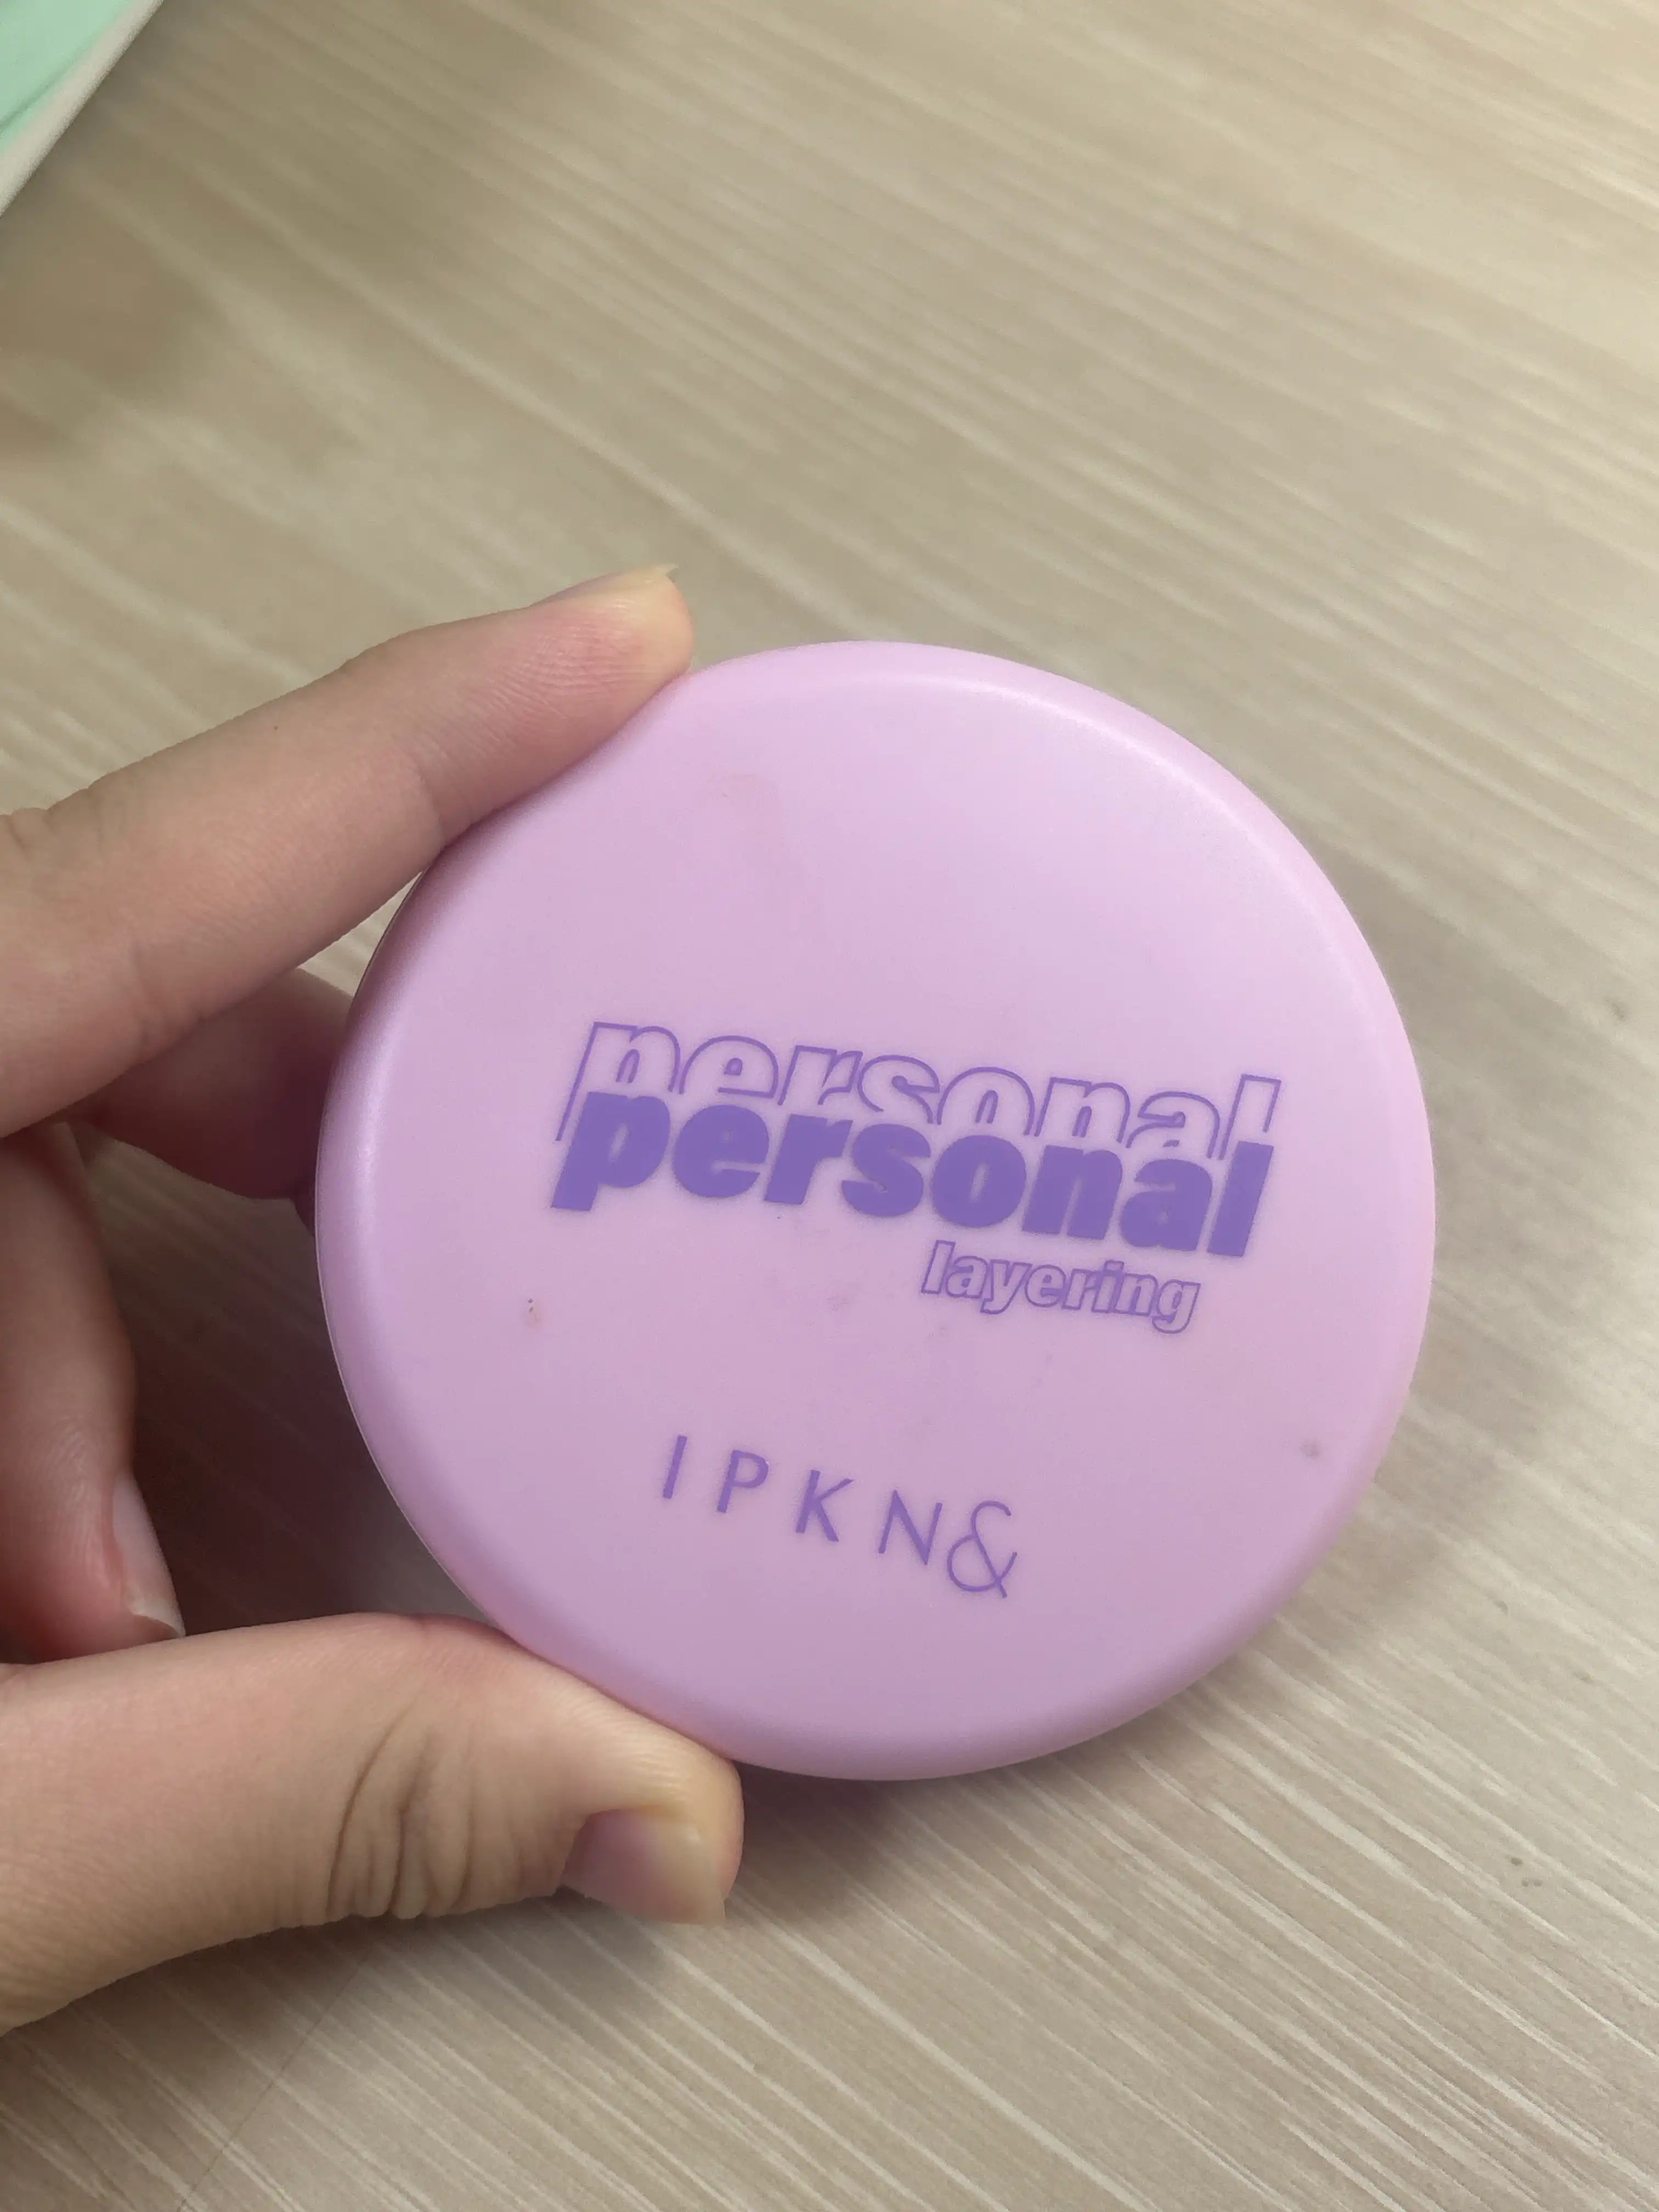 personal
personal
layering
IPKN&